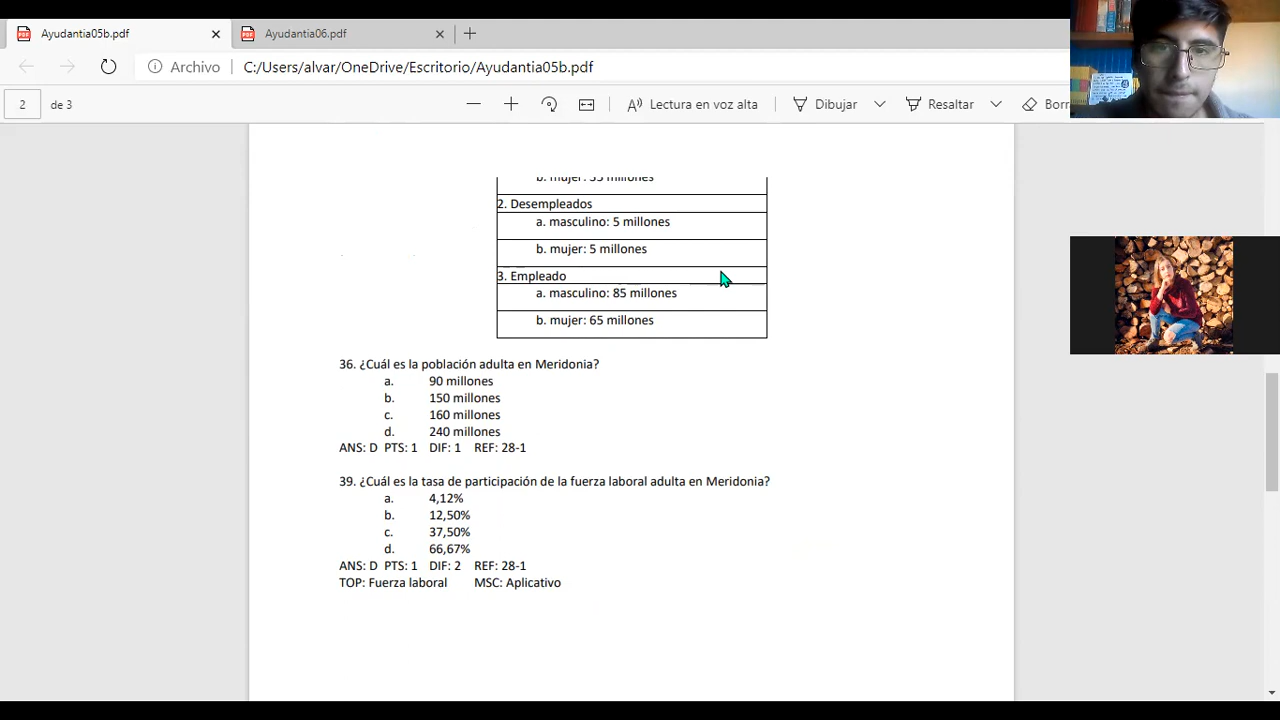 Ayudantia05b.pdf
Ayudantia06.pdf
Archivo
C:/Users/alvar/OneDrive/Escritorio/Ayudantia05b.pdf
2 de 3
Lectura en voz alta
Dibujar
Resaltar
Borr
b. mujer: 55 millones
2. Desempleados
a. masculino: 5 millones
b. mujer: 5 millones
3. Empleado
a. masculino: 85 millones
b. mujer: 65 millones
36. ¿Cuál es la población adulta en Meridonia?
a. 90 millones
b. 150 millones
c. 160 millones
d. 240 millones
ANS: D PTS: 1 DIF: 1 REF: 28-1
39. ¿Cuál es la tasa de participación de la fuerza laboral adulta en Meridonia?
a. 4,12%
b. 12,50%
c. 37,50%
d. 66,67%
ANS: D PTS: 1 DIF: 2 REF: 28-1
TOP: Fuerza laboral MSC: Aplicativo